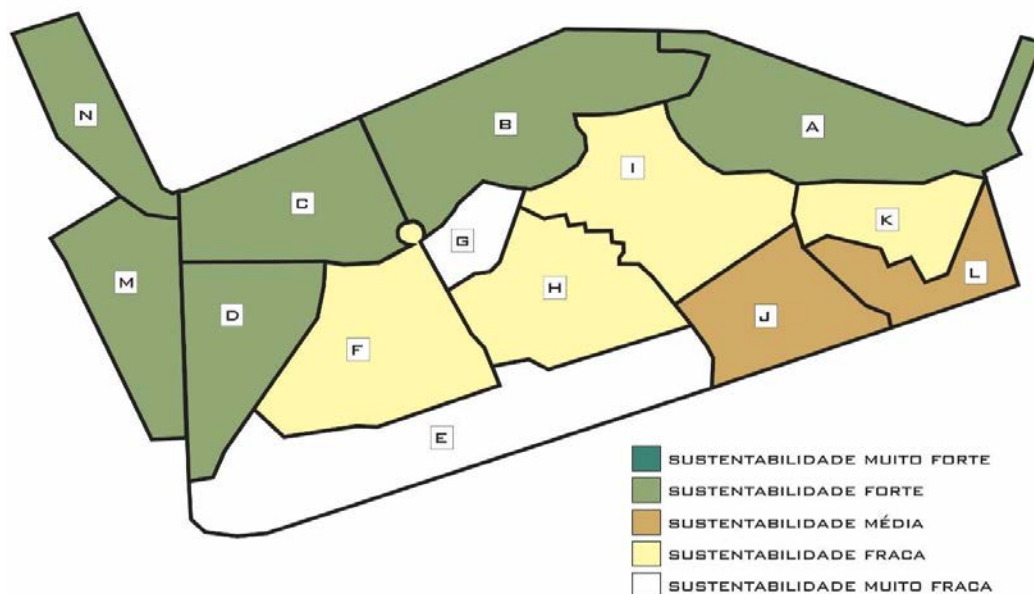 N
B
A
C
I
K
G
M
L
H
D
J
F
E
SUSTENTABILIDADE MUITO FORTE
SUSTENTABILIDADE FORTE
SUSTENTABILIDADE MÉDIA
SUSTENTABILIDADE FRACA
SUSTENTABILIDADE MUITO FRACA